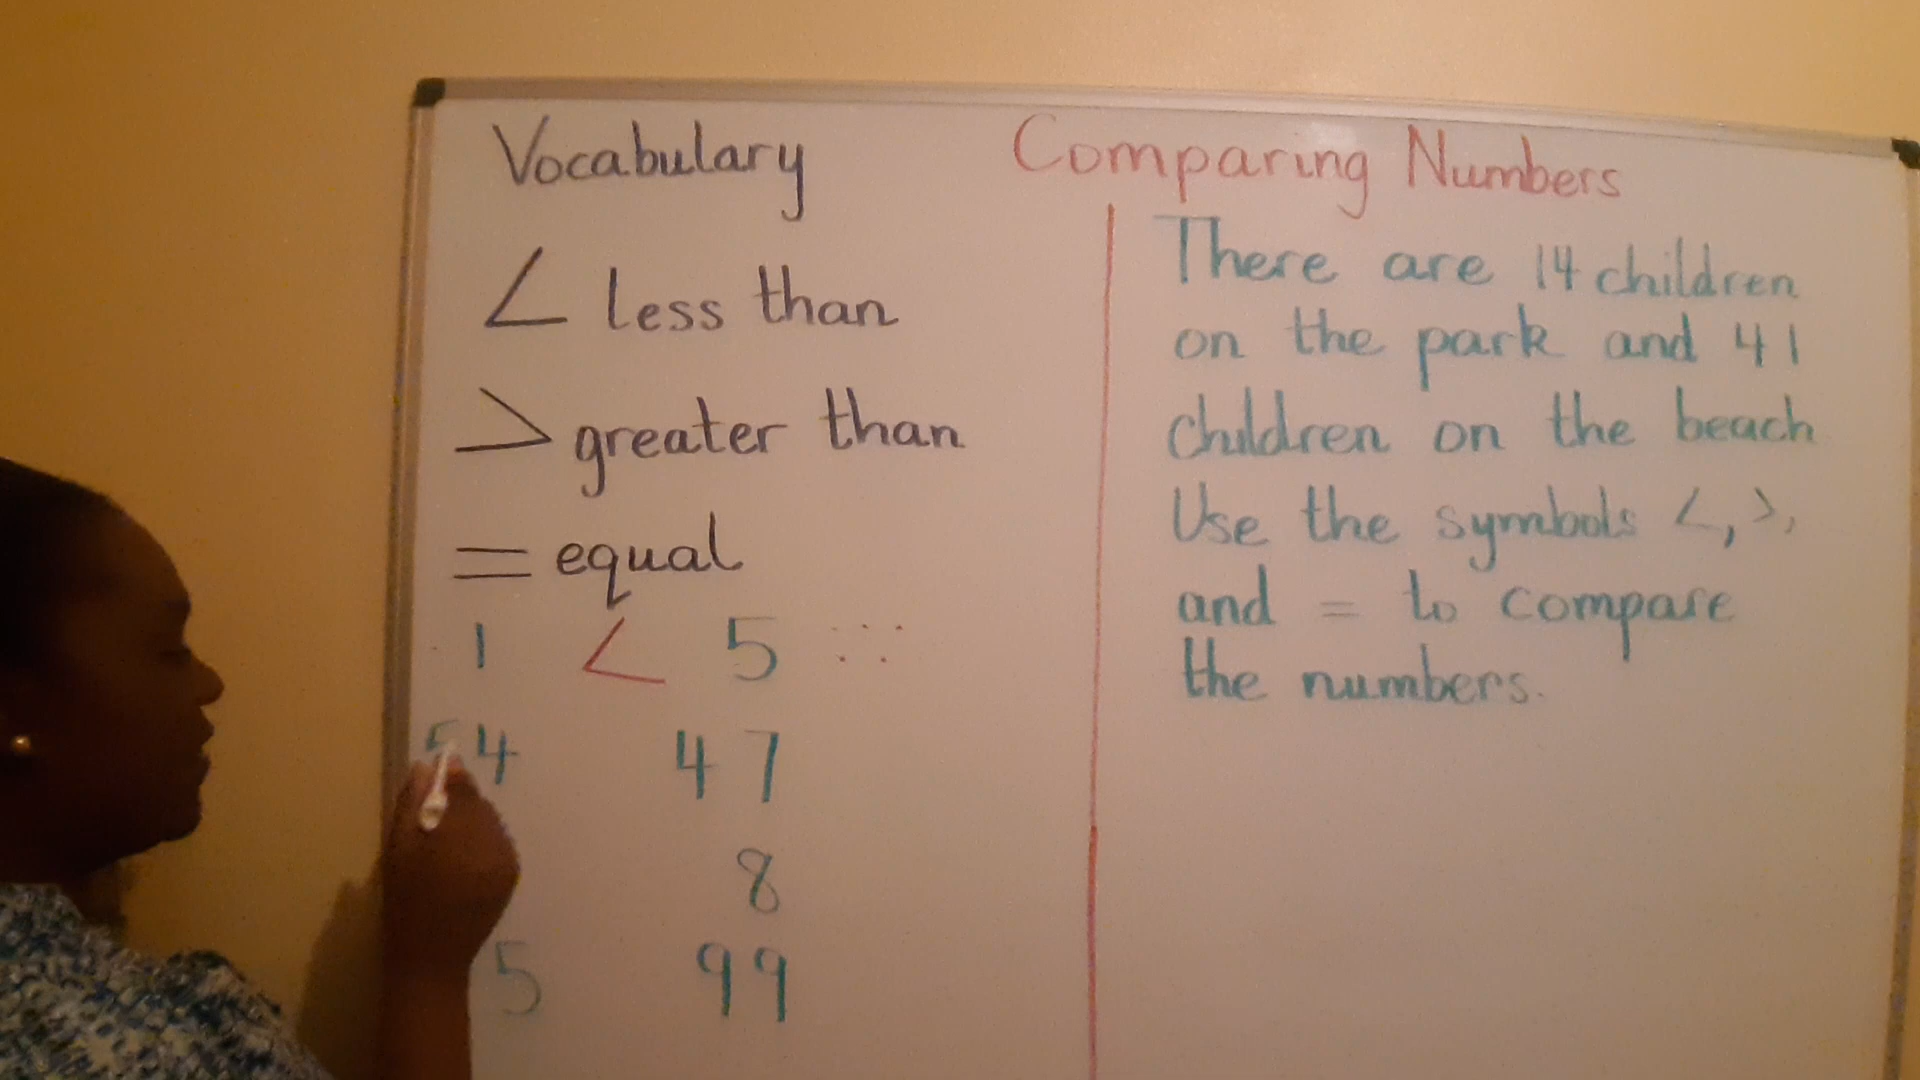 Vocabulary
< less than
> greater than
= equal
1 < 5
54 47
8
5 99
Comparing Numbers
There are 14 children
on the park and 41
children on the beach
Use the symbols <, >,
and = to compare
the numbers.